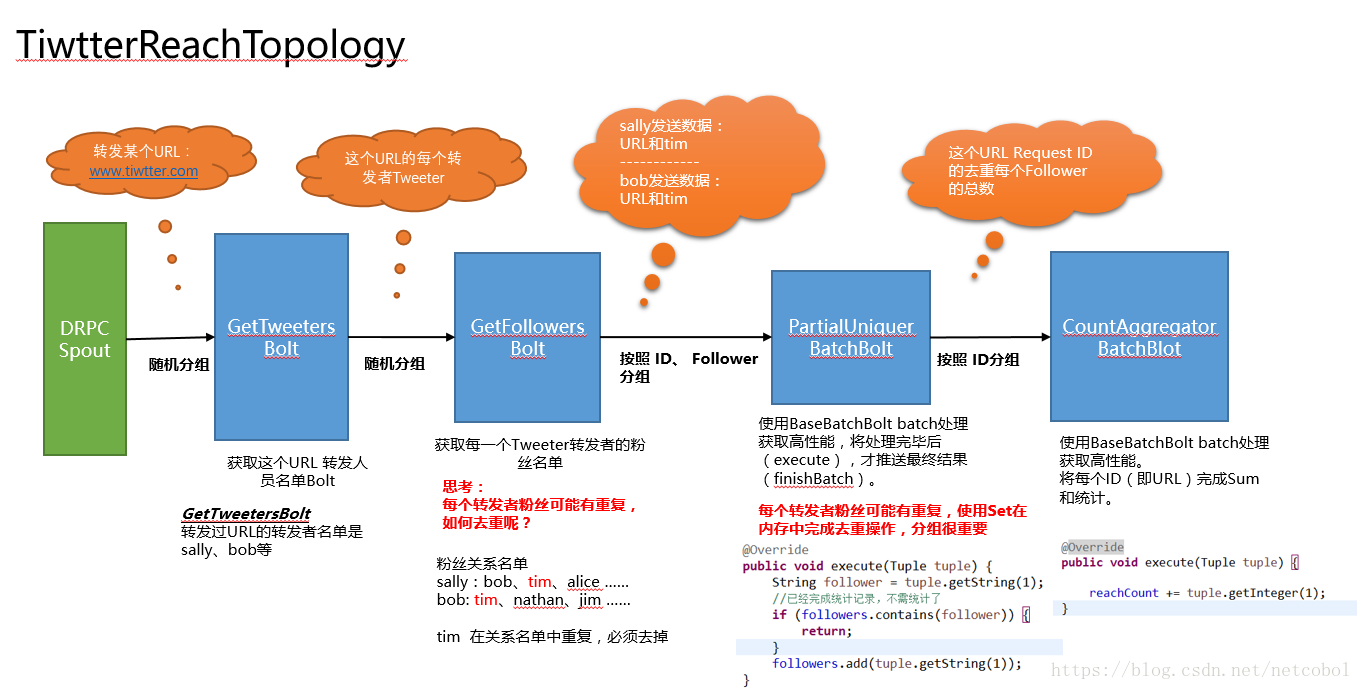 TiwtterReachTopology
转发某个URL：
www.tiwtter.com
这个URL的每个转
发者Tweeter
sally发送数据：
URL和tim
------------
bob发送数据：
URL和tim
这个URL Request ID
的去重每个Follower
的总数
DRPC
Spout
随机分组
GetTweeters
Bolt
随机分组
GetFollowers
Bolt
按照 ID、 Follower
分组
PartialUniquer
BatchBolt
按照 ID分组
CountAggregator
BatchBlot
获取这个URL 转发人
员名单Bolt
GetTweetersBolt
转发过URL的转发者名单是
sally、bob等
获取每一个Tweeter转发者的粉
丝名单
思考：
每个转发者粉丝可能有重复，
如何去重呢？
粉丝关系名单
sally：bob、tim、alice ......
bob: tim、nathan、jim ......
tim 在关系名单中重复，必须去掉
使用BaseBatchBolt batch处理
获取高性能，将处理完毕后
（execute），才推送最终结果
（finishBatch）。
每个转发者粉丝可能有重复，使用Set在
内存中完成去重操作，分组很重要
@Override
public void execute(Tuple tuple) {
String follower = tuple.getString(1);
//已经完成统计记录，不需统计了
if (followers.contains(follower)) {
return;
}
followers.add(tuple.getString(1));
}
使用BaseBatchBolt batch处理
获取高性能。
将每个ID（即URL）完成Sum
和统计。
@Override
public void execute(Tuple tuple) {
reachCount += tuple.getInteger(1);
}
https://blog.csdn.net/netcobol